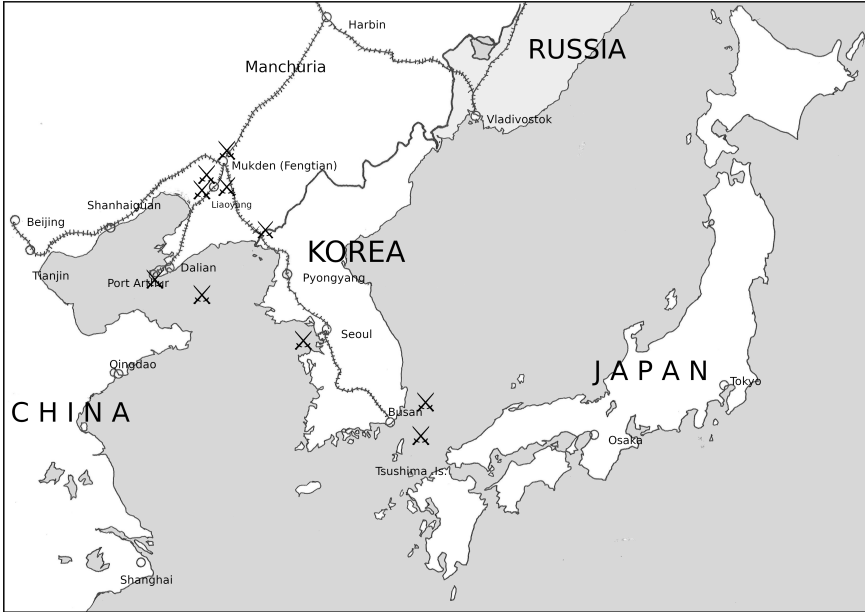 Harbin
RUSSIA
Manchuria
Vladivostok
Mukden (Fengtian)
Shanhaiguan
Liaoyang
Beijing
KOREA
Tianjin
Dalian
Port Arthur
Pyongyang
Seoul
Qingdao
JAPAN
Tokyo
CHINA
Busan
Osaka
Tsushima Is.
Shanghai